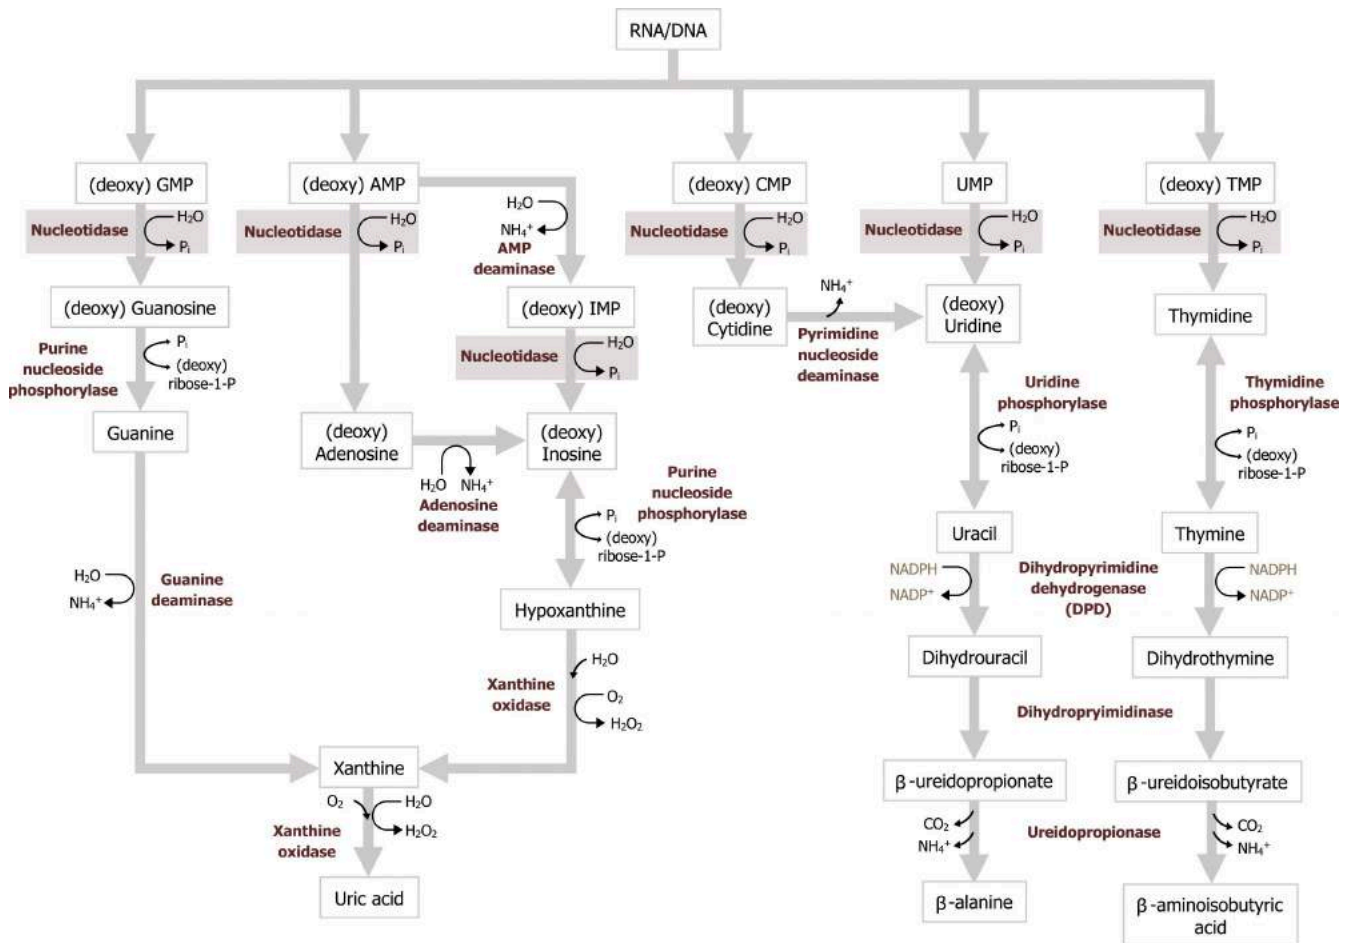 RNA/DNA
(deoxy) GMP
(deoxy) AMP
(deoxy) CMP
UMP
(deoxy) TMP
Nucleotidase
H₂O
Pᵢ
Nucleotidase
H₂O
Pᵢ
H₂O
NH₄⁺
AMP
deaminase
Nucleotidase
H₂O
Pᵢ
Nucleotidase
H₂O
Pᵢ
Nucleotidase
H₂O
Pᵢ
(deoxy) Guanosine
(deoxy) IMP
(deoxy)
Cytidine
NH₄⁺
Pyrimidine
nucleoside
deaminase
(deoxy)
Uridine
Thymidine
Purine
nucleoside
phosphorylase
Pᵢ
(deoxy)
ribose-1-P
Nucleotidase
H₂O
Pᵢ
Uridine
phosphorylase
Pᵢ
(deoxy)
ribose-1-P
Thymidine
phosphorylase
Pᵢ
(deoxy)
ribose-1-P
Guanine
(deoxy)
Adenosine
H₂O
NH₄⁺
Adenosine
deaminase
(deoxy)
Inosine
Purine
nucleoside
phosphorylase
Pᵢ
(deoxy)
ribose-1-P
Uracil
Thymine
H₂O
NH₄⁺
Guanine
deaminase
Hypoxanthine
NADPH
NADP⁺
Dihydropyrimidine
dehydrogenase
(DPD)
NADPH
NADP⁺
Dihydrouracil
Dihydrothymine
Xanthine
oxidase
H₂O
O₂
H₂O₂
Dihydropryimidinase
Xanthine
β-ureidopropionate
β-ureidoisobutyrate
O₂
H₂O
H₂O₂
Xanthine
oxidase
CO₂
NH₄⁺
Ureidopropionase
CO₂
NH₄⁺
Uric acid
β-alanine
β-aminoisobutyric
acid